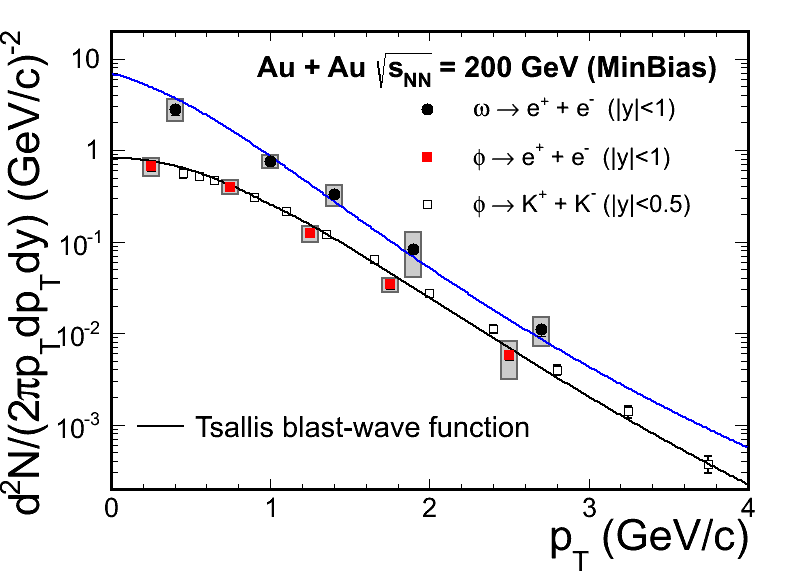 d²N/(2πp_Tdp_Tdy) (GeV/c)⁻²
Au + Au √s_NN = 200 GeV (MinBias)
ω → e⁺ + e⁻ (|y|<1)
ϕ → e⁺ + e⁻ (|y|<1)
ϕ → K⁺ + K⁻ (|y|<0.5)
Tsallis blast-wave function
10
1
10⁻¹
10⁻²
10⁻³
0 1 2 3 4
p_T (GeV/c)